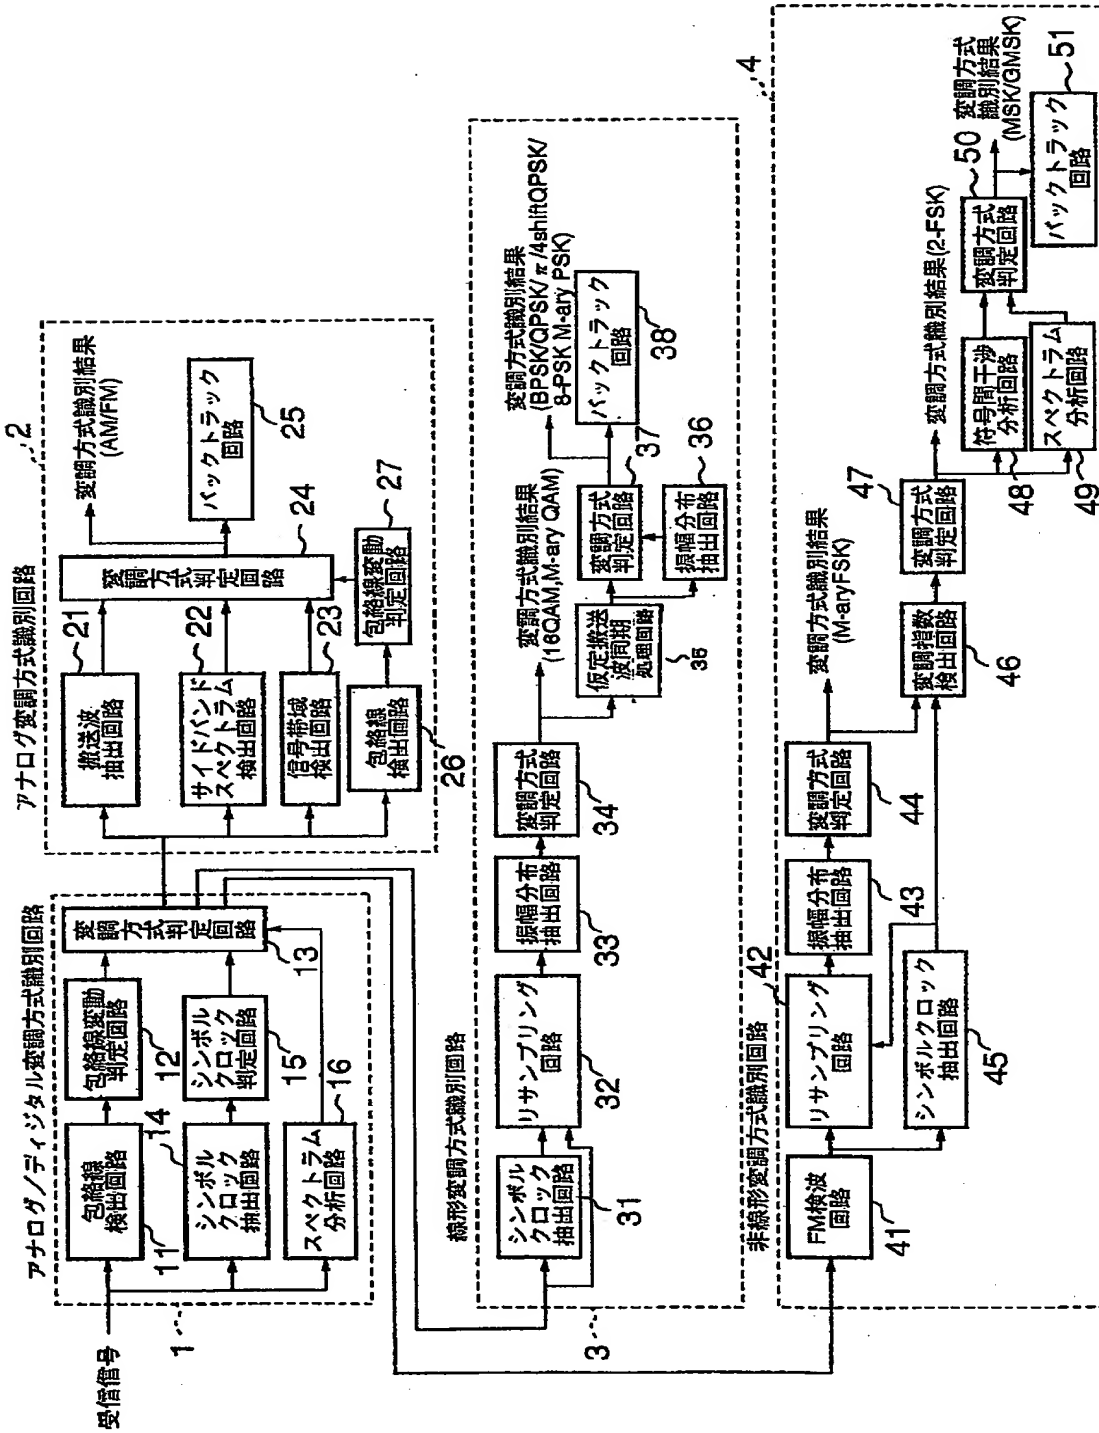 受信信号
1
アナログ/ディジタル変調方式識別回路
包絡線
検出回路
11
包絡線変動
判定回路
12
変調方式判定回路
13
シンボル
クロック
抽出回路
14
シンボル
クロック
判定回路
15
スペクトラム
分析回路
16
アナログ変調方式識別回路
2
搬送波
抽出回路
21
サイドバンド
スペクトラム
検出回路
22
信号帯域
検出回路
23
変調方式判定回路
24
変調方式識別結果
(AM/FM)
バックトラック
回路
25
包絡線
検出回路
26
包絡線変動
判定回路
27
線形変調方式識別回路
3
シンボル
クロック
抽出回路
31
リサンプリング
回路
32
振幅分布
抽出回路
33
変調方式
判定回路
34
変調方式識別結果
(16QAM,M-ary QAM)
仮定搬送
波同期
処理回路
35
振幅分布
抽出回路
36
変調方式
判定回路
37
変調方式識別結果
(BPSK/QPSK/π/4shiftQPSK/
8-PSK M-ary PSK)
バックトラック
回路
38
非線形変調方式識別回路
4
FM検波
回路
41
リサンプリング
回路
42
振幅分布
抽出回路
43
変調方式
判定回路
44
変調方式識別結果
(M-aryFSK)
シンボルクロック
抽出回路
45
変調指数
検出回路
46
変調方式
判定回路
47
変調方式識別結果(2-FSK)
符号間干渉
分析回路
48
スペクトラム
分析回路
49
変調方式
判定回路
50
変調方式
識別結果
(MSK/GMSK)
バックトラック
回路
51